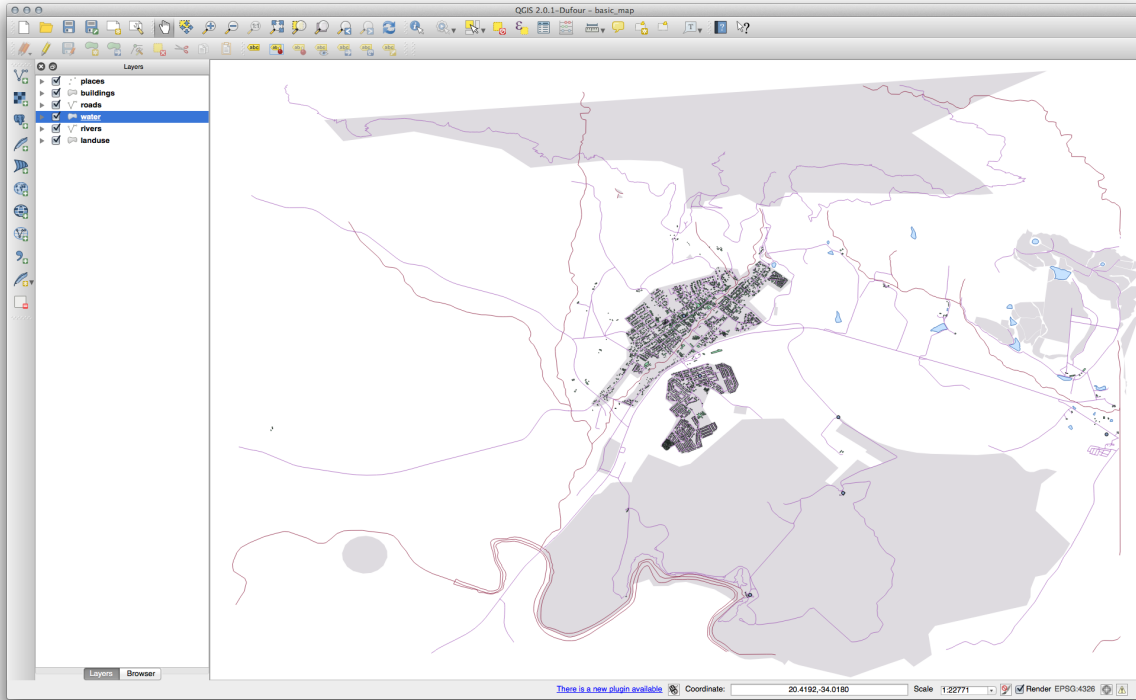 QGIS 2.0.1-Dufour - basic_map
Layers
places
buildings
roads
water
rivers
landuse
Layers Browser
There is a new plugin available Coordinate: 20.4192,-34.0180 Scale 1:22771 Render EPSG:4326